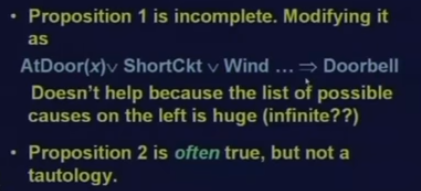 • Proposition 1 is incomplete. Modifying it
as
AtDoor(x)∨ ShortCkt ∨ Wind … ⇒ Doorbell
Doesn't help because the list of possible
causes on the left is huge (infinite??)
• Proposition 2 is often true, but not a
tautology.